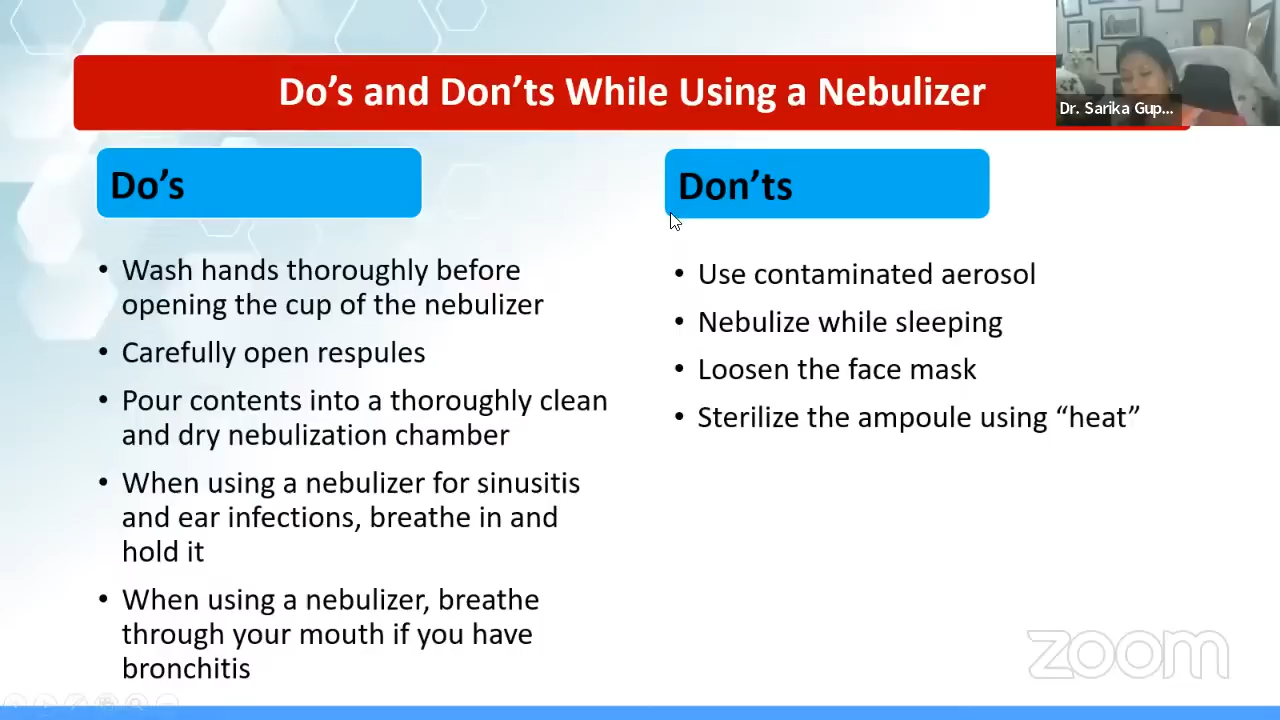 Do's and Don'ts While Using a Nebulizer
Dr. Sarika Gup...
Do's
• Wash hands thoroughly before
opening the cup of the nebulizer
• Carefully open respules
• Pour contents into a thoroughly clean
and dry nebulization chamber
• When using a nebulizer for sinusitis
and ear infections, breathe in and
hold it
• When using a nebulizer, breathe
through your mouth if you have
bronchitis
Don'ts
• Use contaminated aerosol
• Nebulize while sleeping
• Loosen the face mask
• Sterilize the ampoule using “heat”
zoom